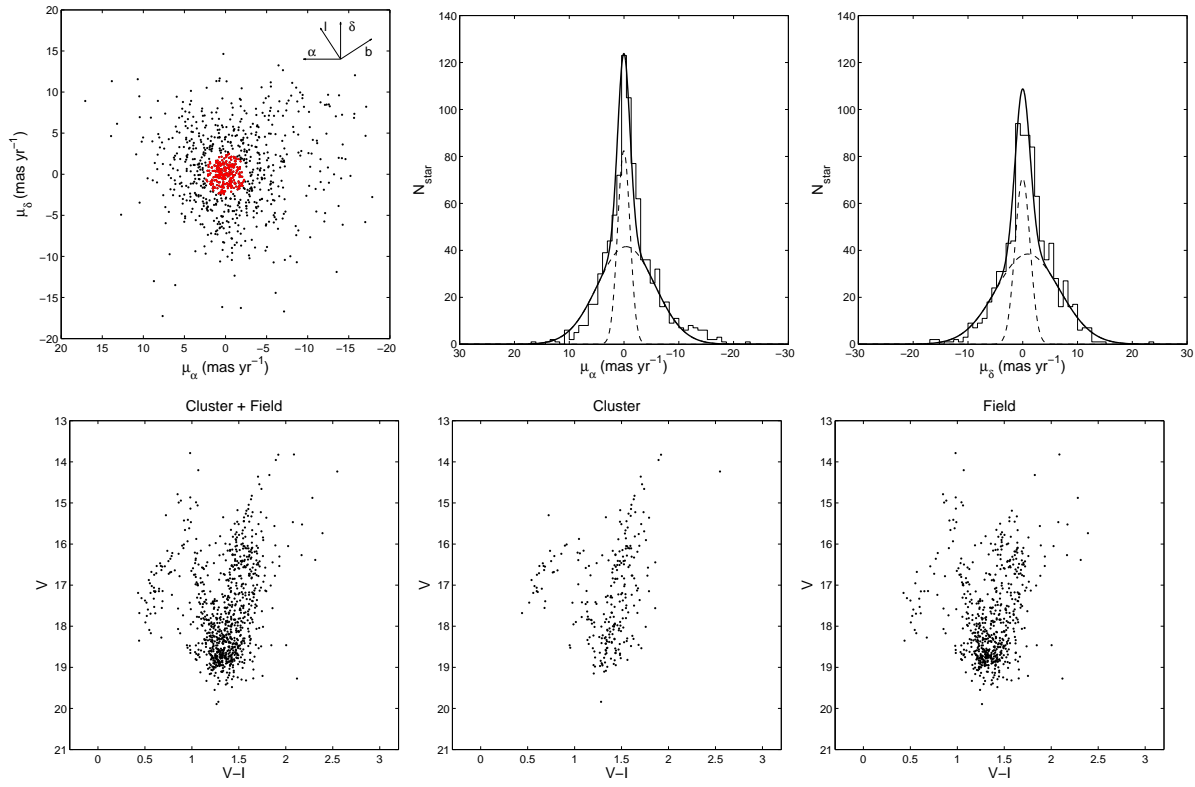 20
15
10
5
0
−5
−10
−15
−20
20 15 10 5 0 −5 −10 −15 −20
μα (mas yr−1)
μδ (mas yr−1)
l δ
α b
140
120
100
80
60
40
20
0
30 20 10 0 −10 −20 −30
μα (mas yr−1)
Nstar
140
120
100
80
60
40
20
0
−30 −20 −10 0 10 20 30
μδ (mas yr−1)
Nstar
Cluster + Field
13
14
15
16
17
18
19
20
21
0 0.5 1 1.5 2 2.5 3
V−I
V
Cluster
13
14
15
16
17
18
19
20
21
0 0.5 1 1.5 2 2.5 3
V−I
V
Field
13
14
15
16
17
18
19
20
21
0 0.5 1 1.5 2 2.5 3
V−I
V